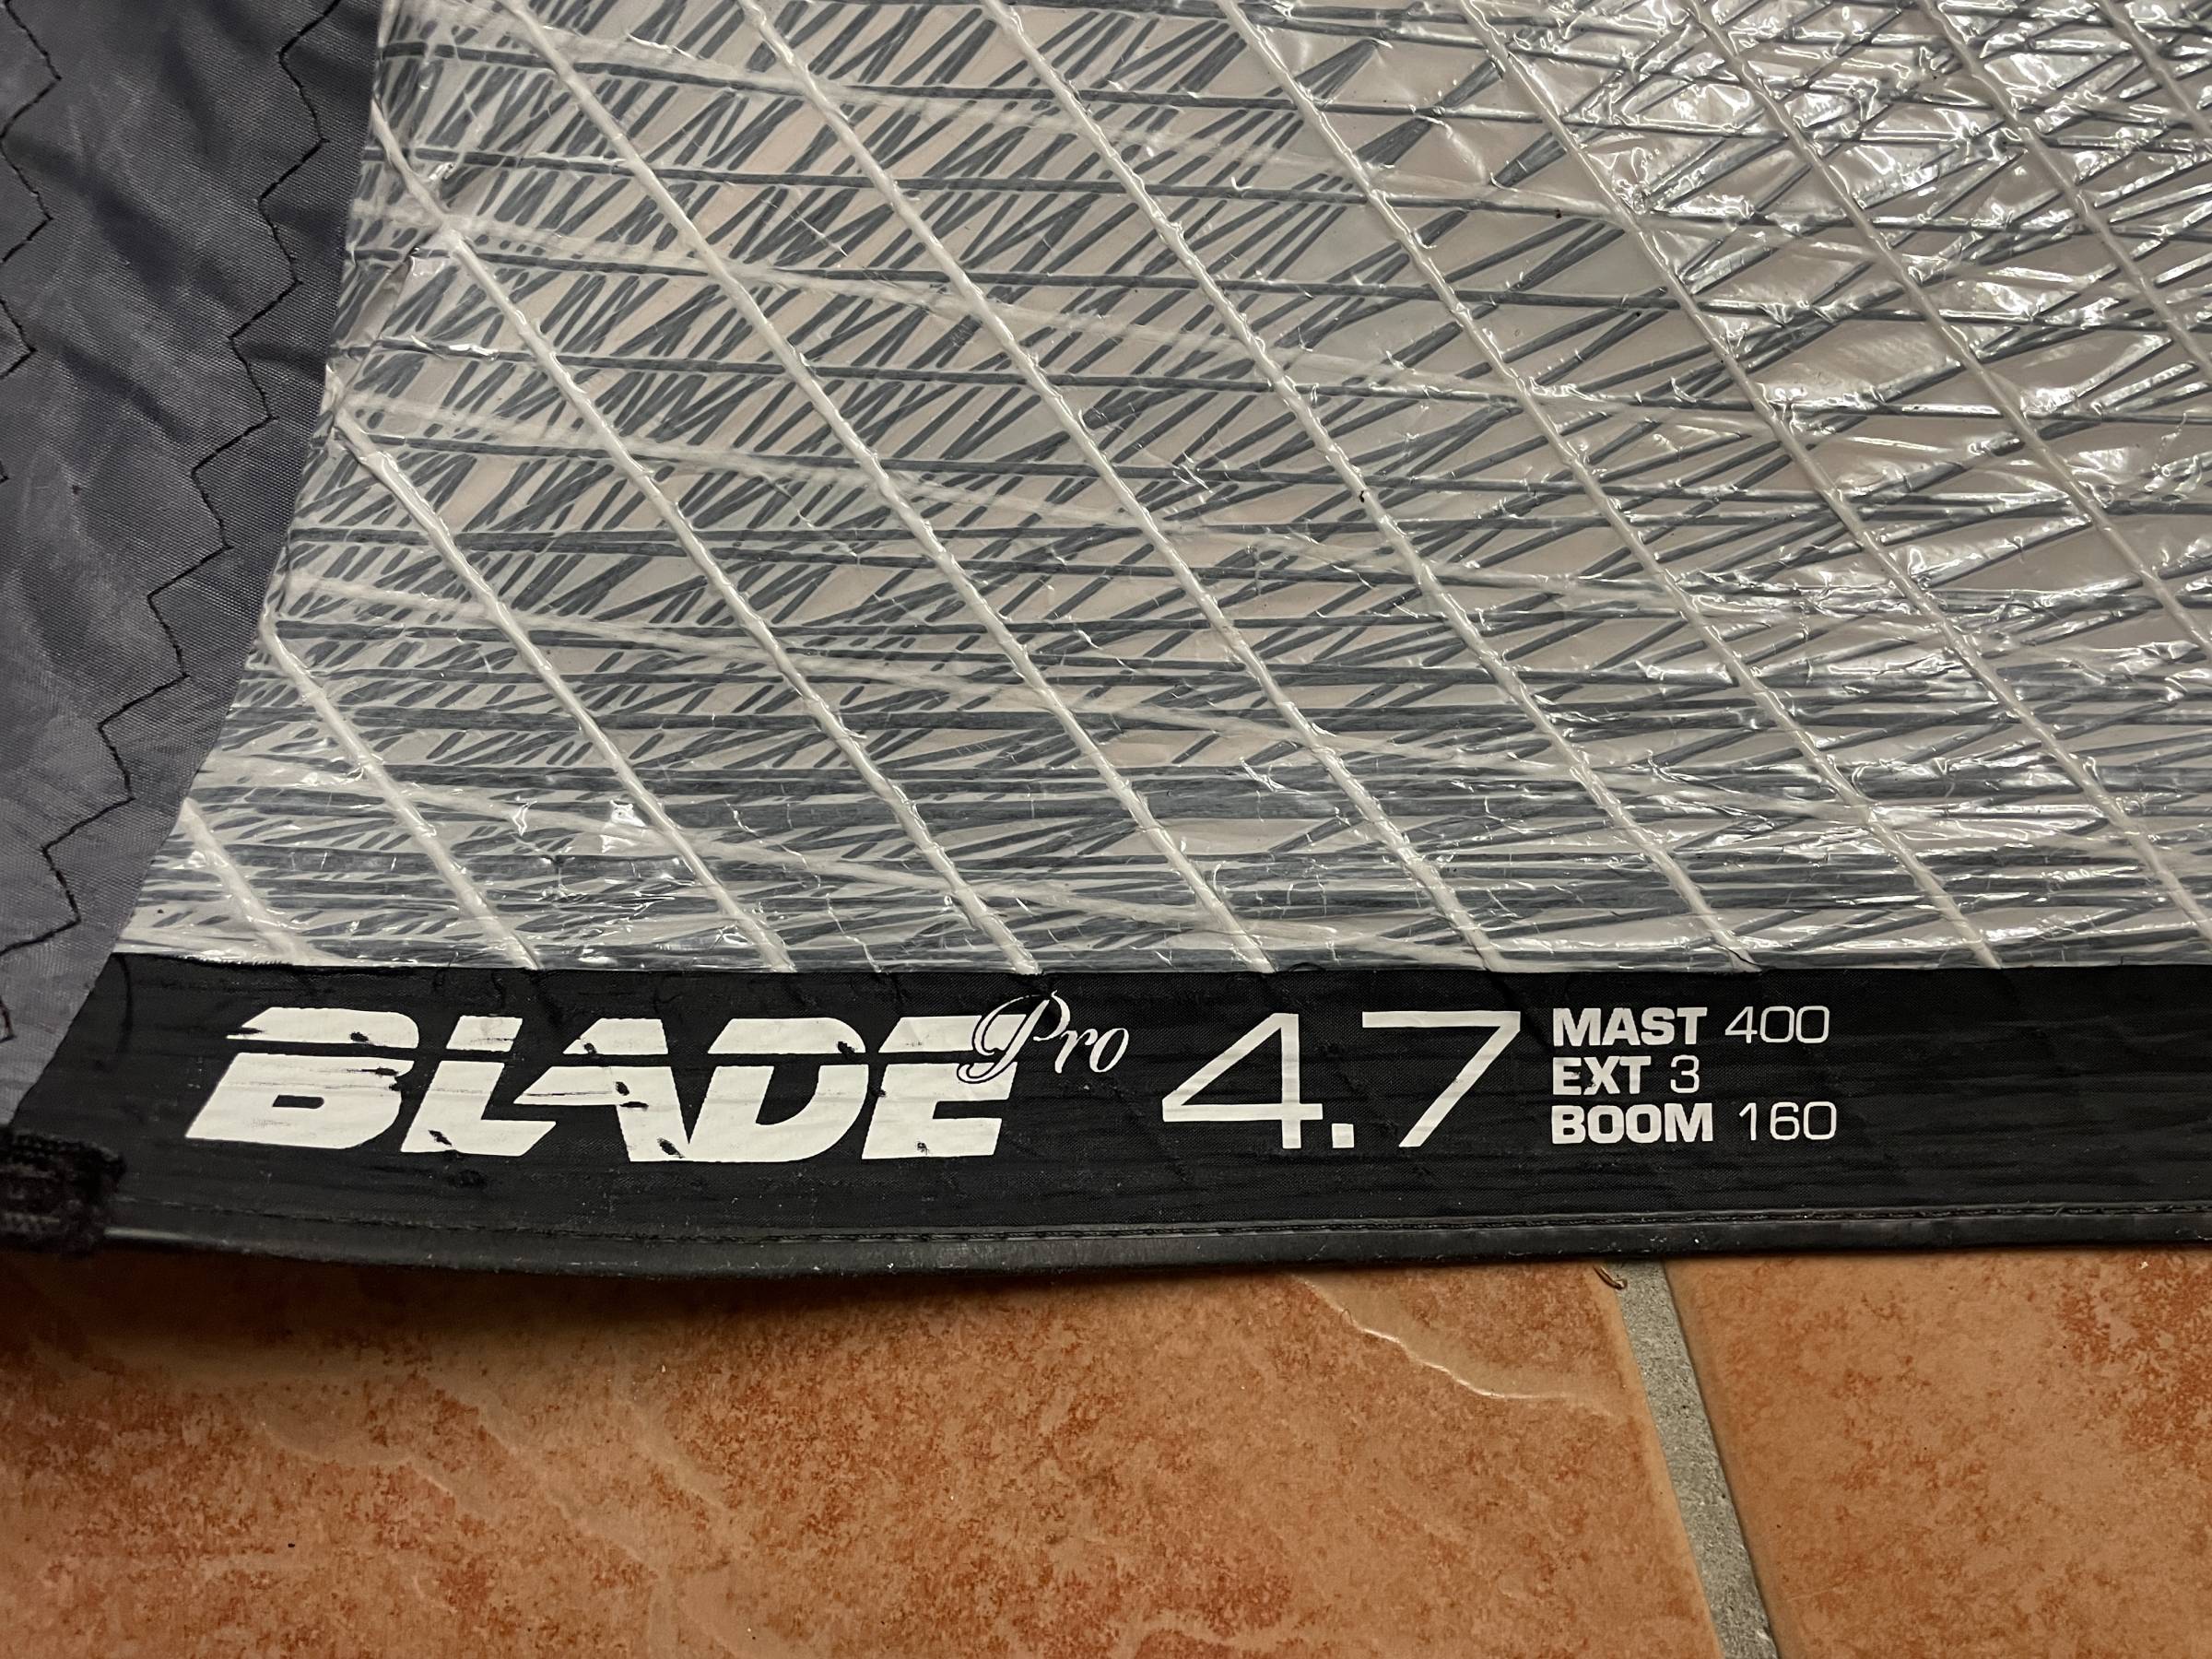 BLADE Pro 4.7
MAST 400
EXT 3
BOOM 160